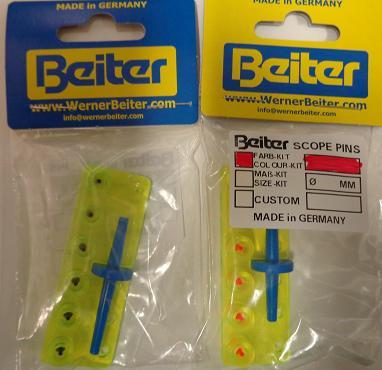 MADE in GERMANY
Beiter
www.WernerBeiter.com
info@wernerbeiter.com
MADE in GERMANY
Beiter
www.WernerBeiter.com
info@wernerbeiter.com
Beiter SCOPE PINS
FARB-KIT
COLOUR-KIT
MAß-KIT
SIZE-KIT
Ø MM
CUSTOM
MADE in GERMANY